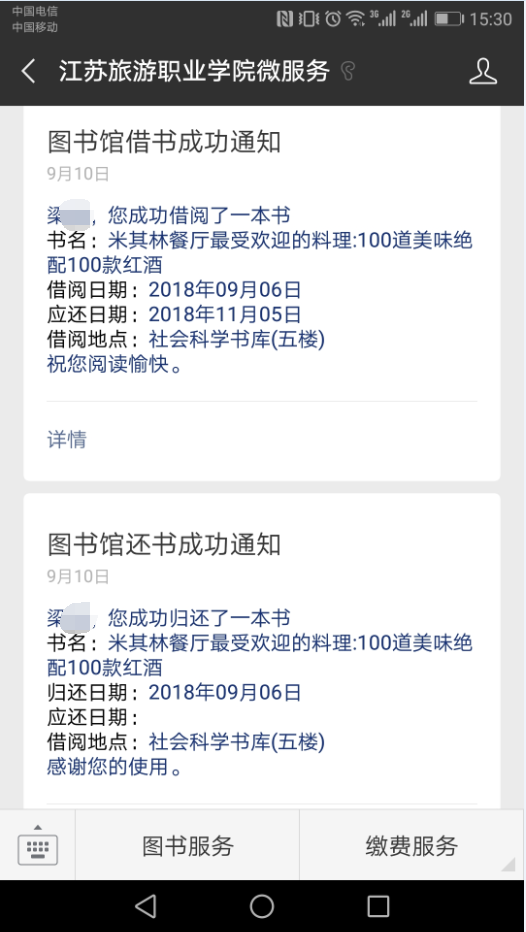 中国电信
中国移动
3G
2G
15:30
江苏旅游职业学院微服务
图书馆借书成功通知
9月10日
梁，您成功借阅了一本书
书名：米其林餐厅最受欢迎的料理:100道美味绝
配100款红酒
借阅日期：2018年09月06日
应还日期：2018年11月05日
借阅地点：社会科学书库(五楼)
祝您阅读愉快。
详情
图书馆还书成功通知
9月10日
梁，您成功归还了一本书
书名：米其林餐厅最受欢迎的料理:100道美味绝
配100款红酒
归还日期：2018年09月06日
应还日期：
借阅地点：社会科学书库(五楼)
感谢您的使用。
图书服务
缴费服务